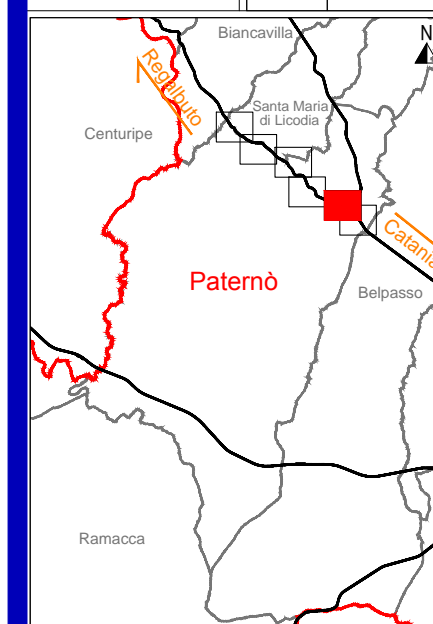 Biancavilla
N
Regalbuto
Santa Maria
di Licodia
Centuripe
Catania
Paternò
Belpasso
Ramacca